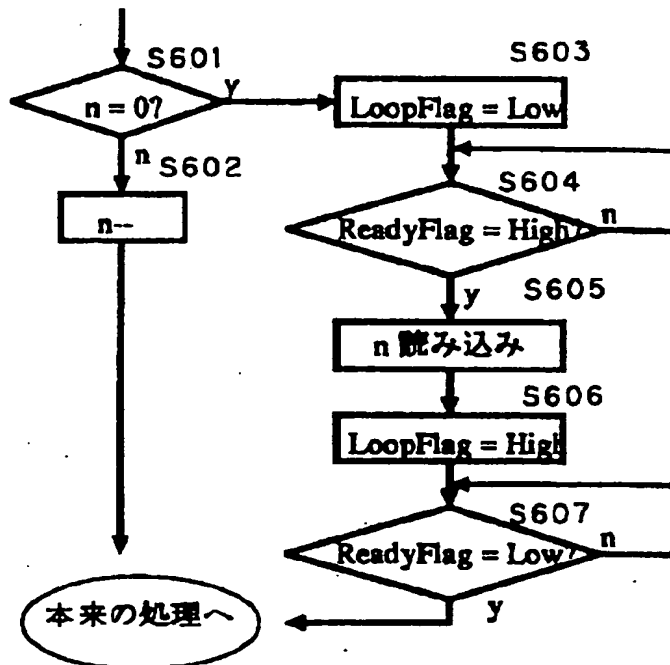 S601
n = 0?
y
n
S602
n--
S603
LoopFlag = Low
S604
ReadyFlag = High?
n
y
S605
n 読み込み
S606
LoopFlag = High
S607
ReadyFlag = Low?
n
y
本来の処理へ